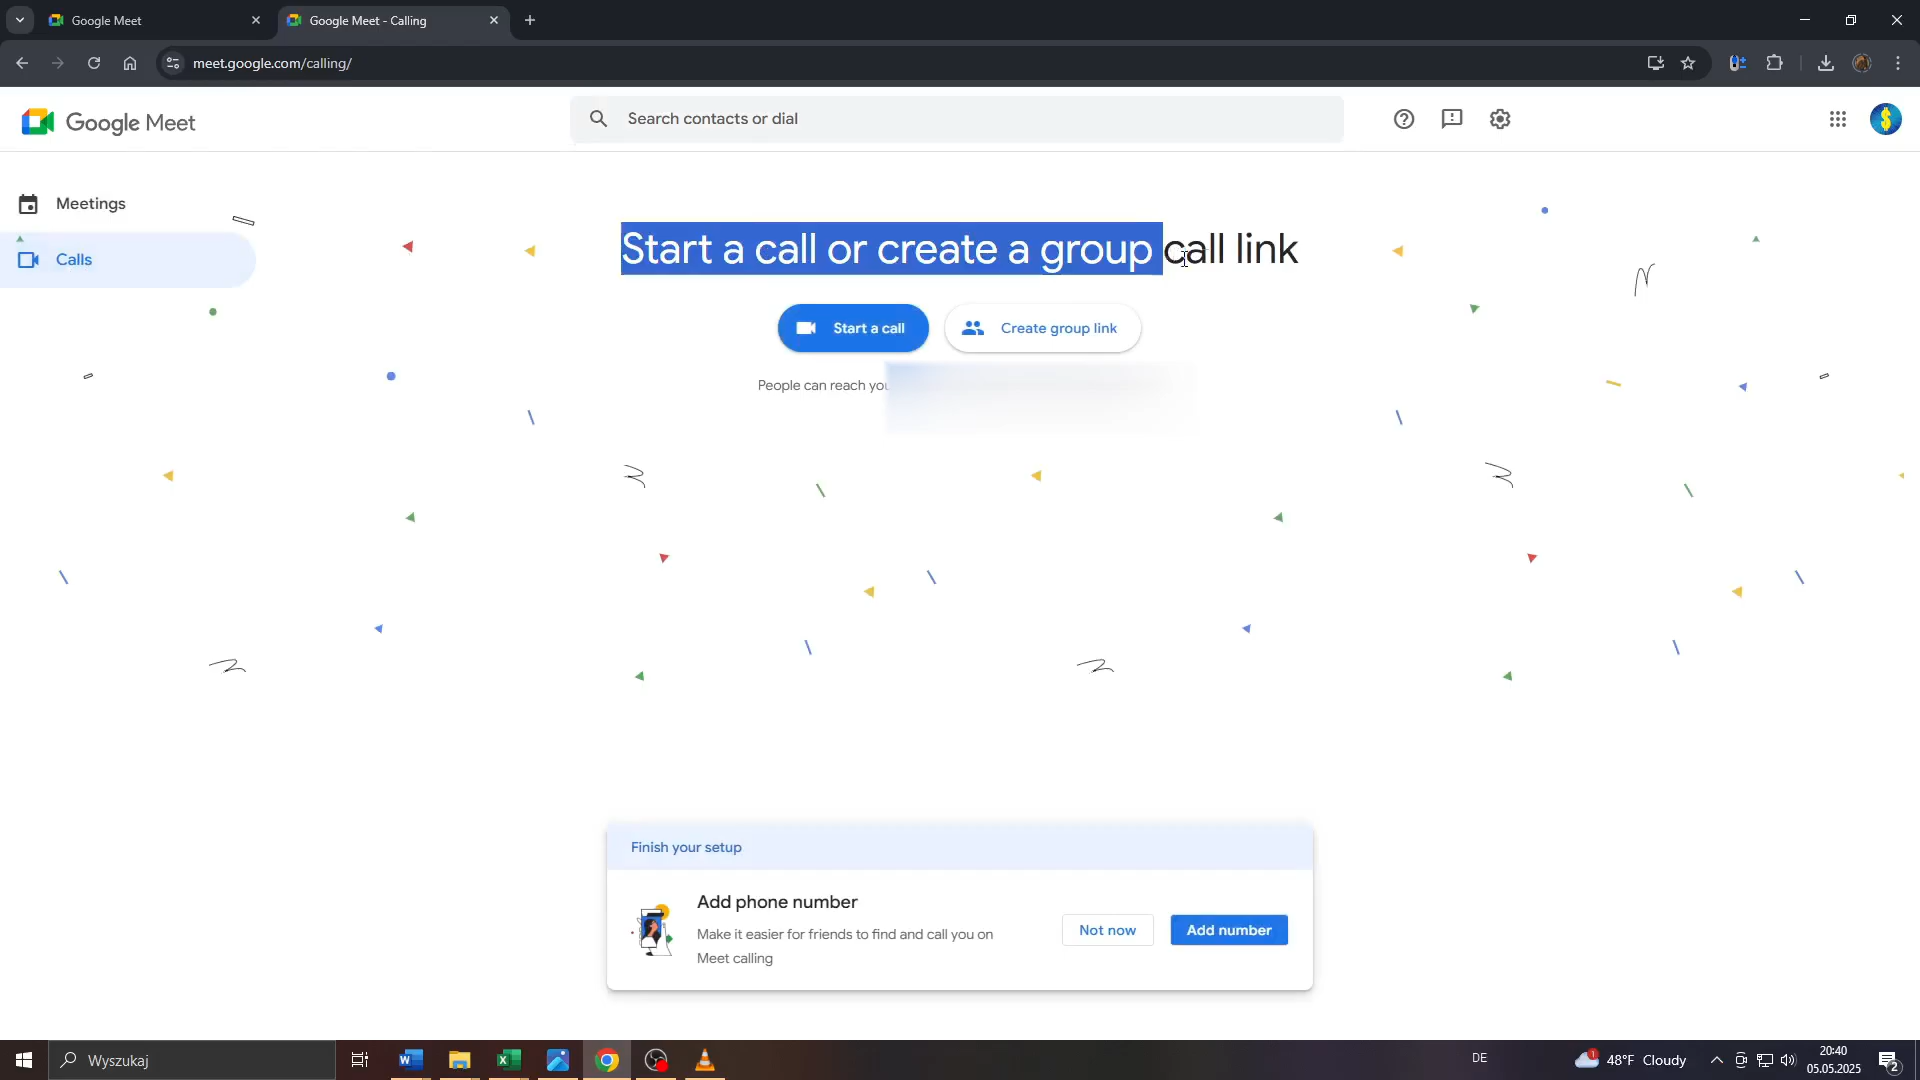 Google Meet
Google Meet - Calling
meet.google.com/calling/
Google Meet
Search contacts or dial
Meetings
Calls
Start a call or create a group call link
Start a call
Create group link
People can reach you
Finish your setup
Add phone number
Make it easier for friends to find and call you on
Meet calling
Not now
Add number
Wyszukaj
DE
1
48°F Cloudy
20:40
05.05.2025
2